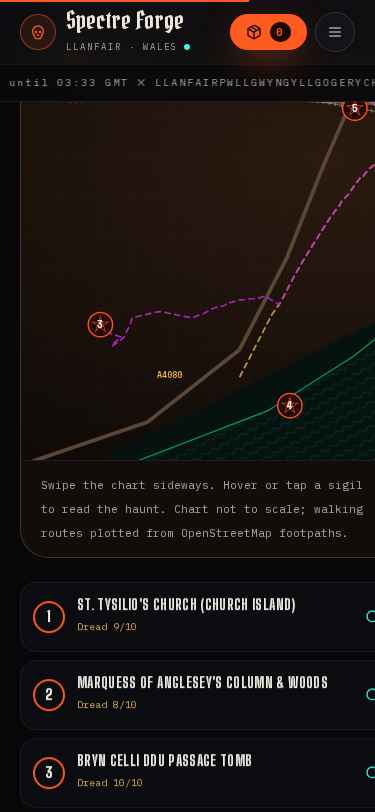 Spectre Forge
LLANFAIR · WALES
0
until 03:33 GMT ✕ LLANFAIRPWLLGWYNGYLLGOGERYCH
5
3
A4080
4
Swipe the chart sideways. Hover or tap a sigil
to read the haunt. Chart not to scale; walking
routes plotted from OpenStreetMap footpaths.
1
ST. TYSILIO'S CHURCH (CHURCH ISLAND)
Dread 9/10
2
MARQUESS OF ANGLESEY'S COLUMN & WOODS
Dread 8/10
3
BRYN CELLI DDU PASSAGE TOMB
Dread 10/10